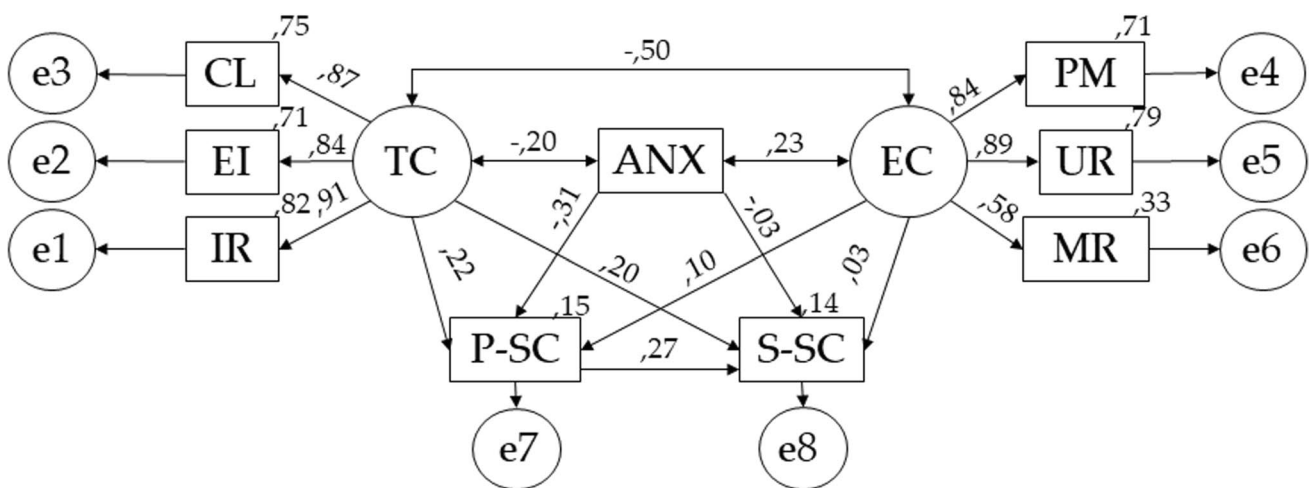 ,75
-,50
,71
e3
CL
,87
,84
PM
e4
,71
,79
e2
EI
,84
TC
-,20
ANX
,23
EC
,89
UR
e5
,82
,91
-,31
-,03
,58
,33
e1
IR
MR
e6
,22
,20
,10
,03
,15
,14
P-SC
,27
S-SC
e7
e8